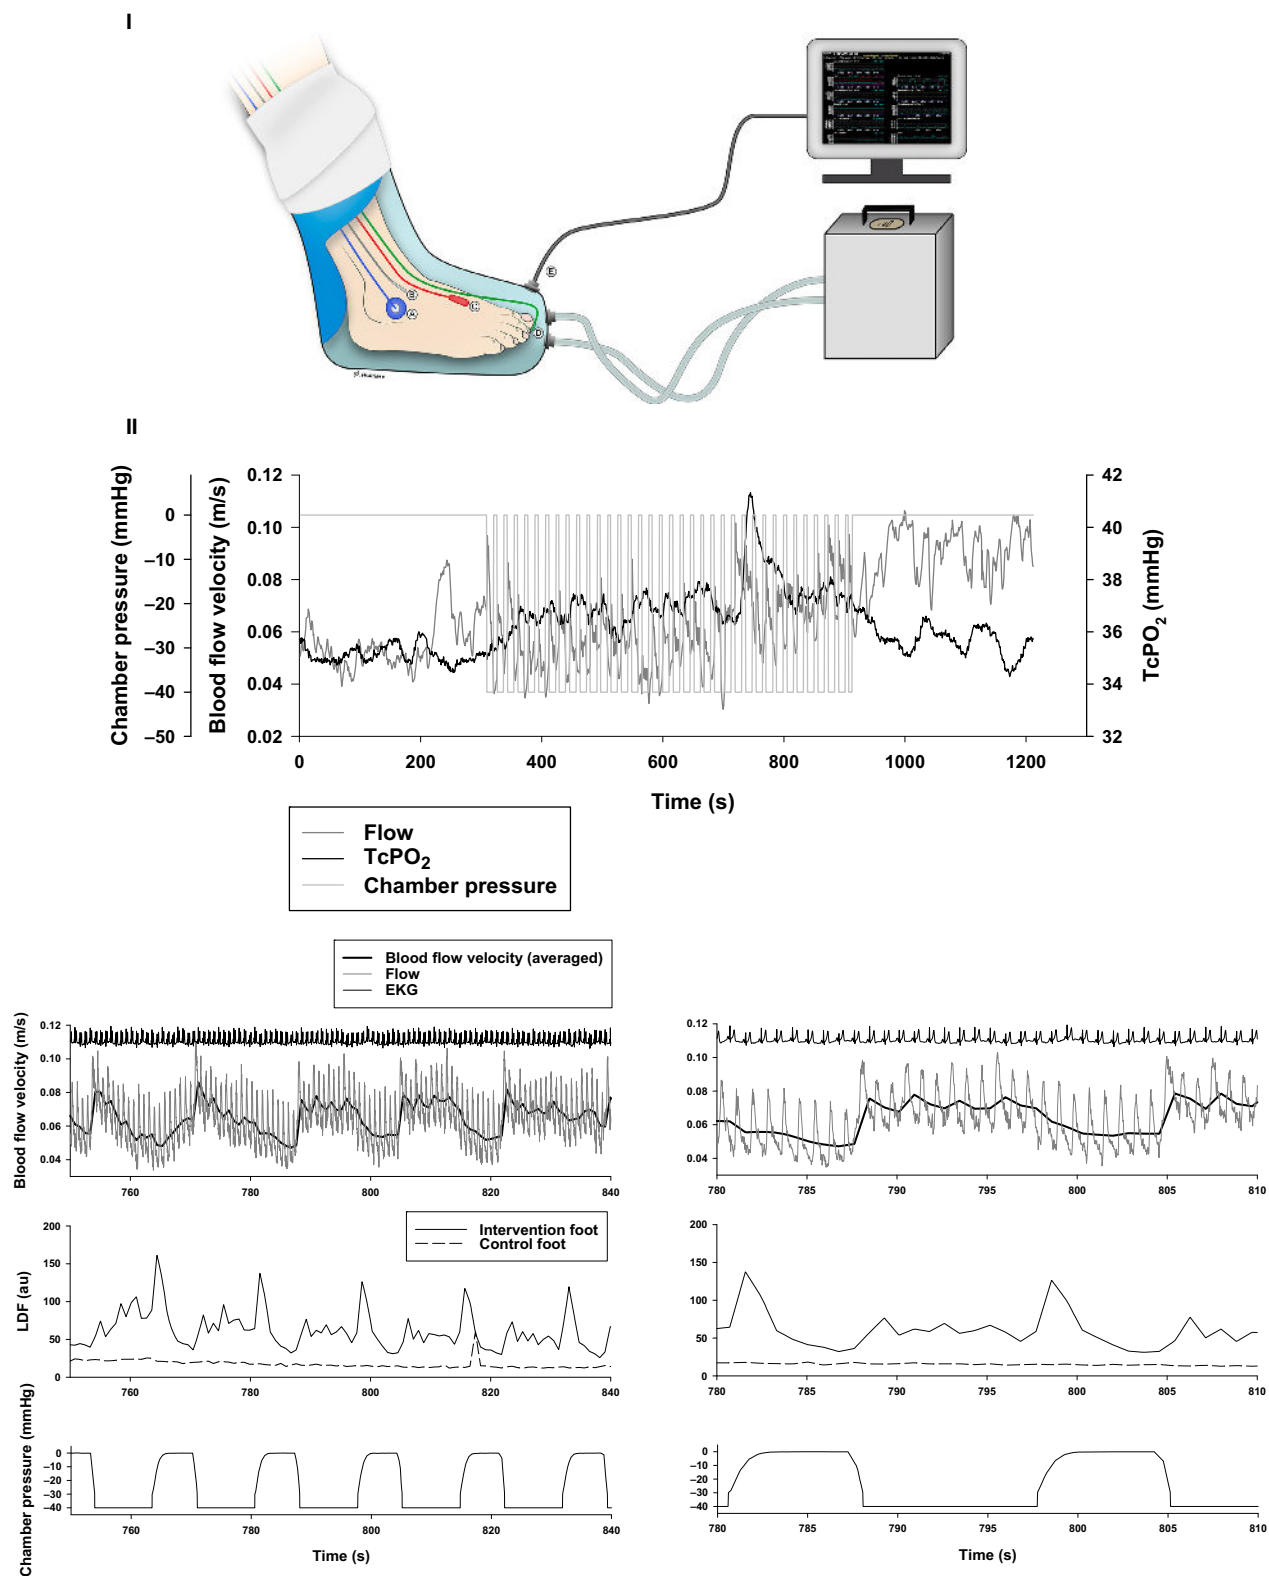 I
E
B
A
C
D
II
Chamber pressure (mmHg)
0
–10
–20
–30
–40
–50
Blood flow velocity (m/s)
0.12
0.10
0.08
0.06
0.04
0.02
42
40
38
36
34
32
TcPO2 (mmHg)
0 200 400 600 800 1000 1200
Time (s)
Flow
TcPO2
Chamber pressure
Blood flow velocity (averaged)
Flow
EKG
Blood flow velocity (m/s)
0.12
0.10
0.08
0.06
0.04
760 780 800 820 840
0.12
0.10
0.08
0.06
0.04
780 785 790 795 800 805 810
Intervention foot
Control foot
LDF (au)
200
150
100
50
0
760 780 800 820 840
200
150
100
50
0
780 785 790 795 800 805 810
Chamber pressure (mmHg)
0
–10
–20
–30
–40
760 780 800 820 840
Time (s)
0
–10
–20
–30
–40
780 785 790 795 800 805 810
Time (s)